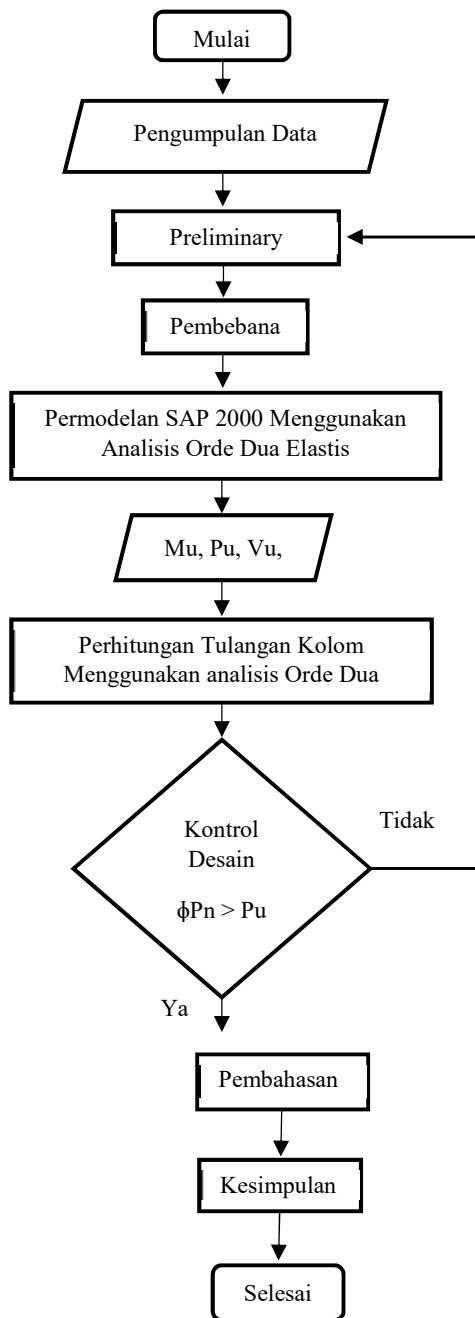 Mulai
Pengumpulan Data
Preliminary
Pembebana
Permodelan SAP 2000 Menggunakan
Analisis Orde Dua Elastis
Mu, Pu, Vu,
Perhitungan Tulangan Kolom
Menggunakan analisis Orde Dua
Kontrol
Desain
ϕPn > Pu
Tidak
Ya
Pembahasan
Kesimpulan
Selesai